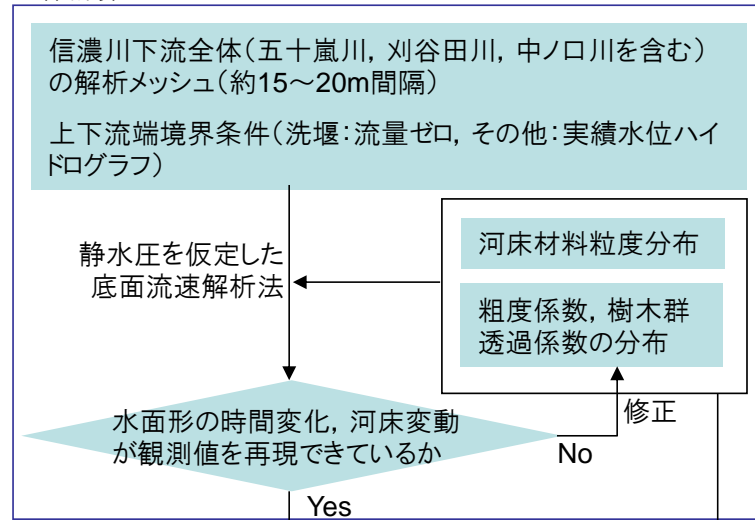 信濃川下流全体（五十嵐川，刈谷田川，中ノ口川を含む）
の解析メッシュ（約15～20m間隔）
上下流端境界条件（洗堰：流量ゼロ，その他：実績水位ハイ
ドログラフ）
静水圧を仮定した
底面流速解析法
河床材料粒度分布
粗度係数，樹木群
透過係数の分布
水面形の時間変化，河床変動
が観測値を再現できているか
修正
No
Yes